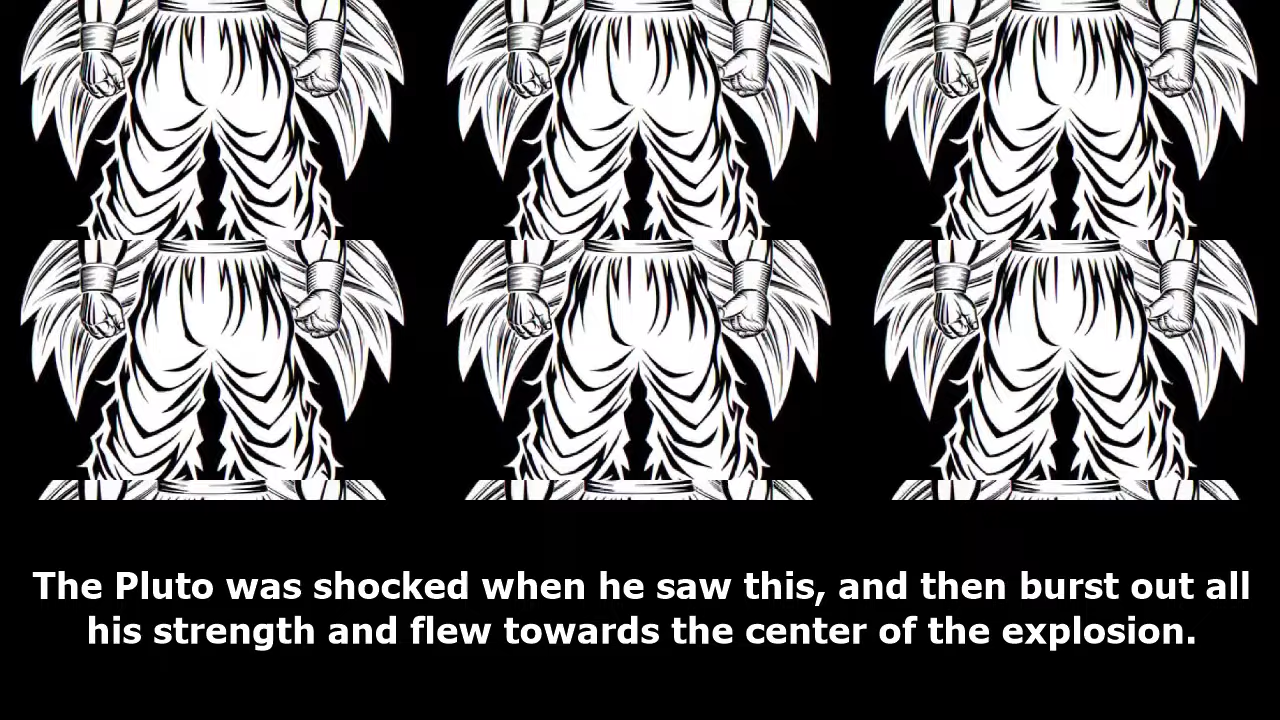 The Pluto was shocked when he saw this, and then burst out all
his strength and flew towards the center of the explosion.